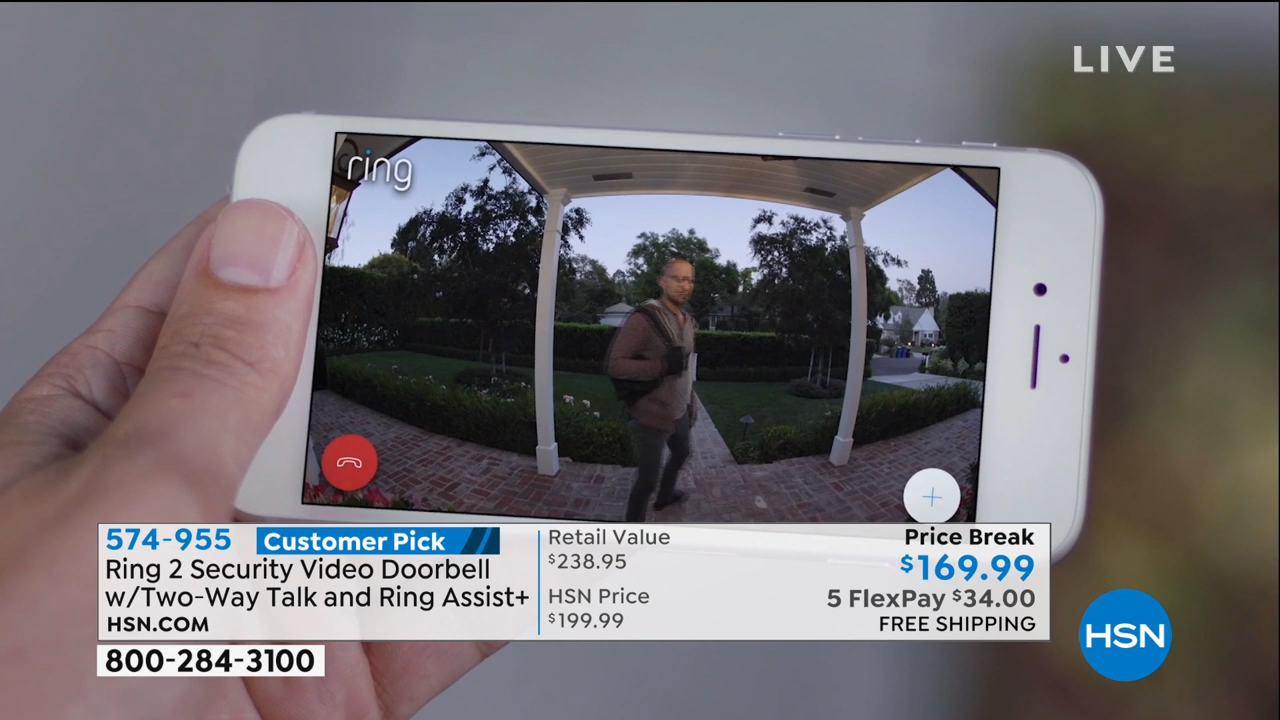 LIVE
ring
574-955 Customer Pick
Ring 2 Security Video Doorbell
w/Two-Way Talk and Ring Assist+
HSN.COM
Retail Value
$238.95
HSN Price
$199.99
Price Break
$169.99
5 FlexPay $34.00
FREE SHIPPING
800-284-3100
HSN